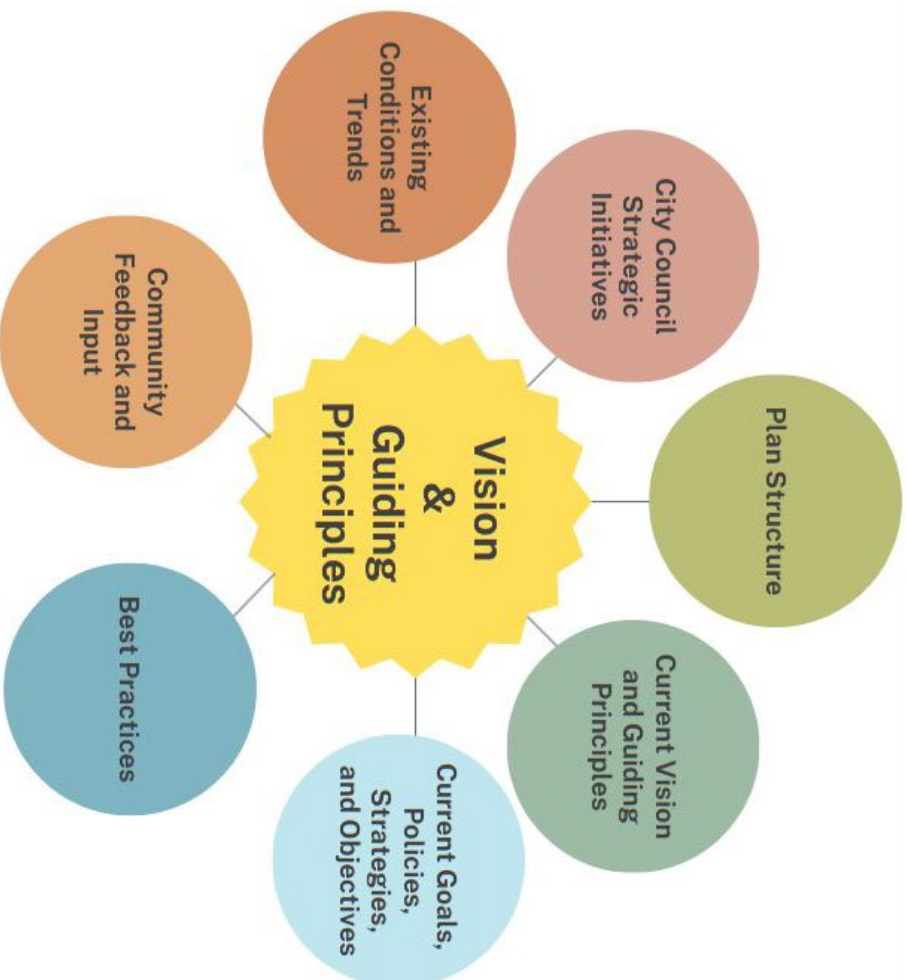 Plan Structure
City Council
Strategic
Initiatives
Current Vision
and Guiding
Principles
Existing
Conditions and
Trends
Vision
&
Guiding
Principles
Current Goals,
Policies,
Strategies,
and Objectives
Community
Feedback and
Input
Best Practices